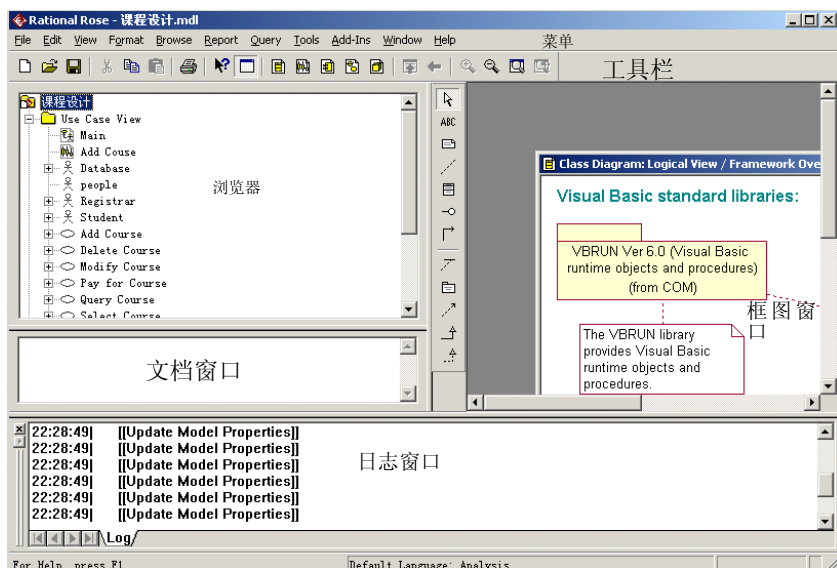 Rational Rose - 课程设计.mdl
File Edit View Format Browse Report Query Tools Add-Ins Window Help
菜单
工具栏
课程设计
Use Case View
Main
Add Couse
Database
people
Registrar
Student
Add Course
Delete Course
Modify Course
Pay for Course
Query Course
Select Course
浏览器
ABC
Class Diagram: Logical View / Framework Ove
Visual Basic standard libraries:
VBRUN Ver 6.0 (Visual Basic
runtime objects and procedures)
(from COM)
框图窗
口
The VBRUN library
provides Visual Basic
runtime objects and
procedures.
文档窗口
22:28:49| [[Update Model Properties]]
22:28:49| [[Update Model Properties]]
22:28:49| [[Update Model Properties]]
22:28:49| [[Update Model Properties]]
22:28:49| [[Update Model Properties]]
22:28:49| [[Update Model Properties]]
日志窗口
Log
For Help, press F1
Default Language: Analysis